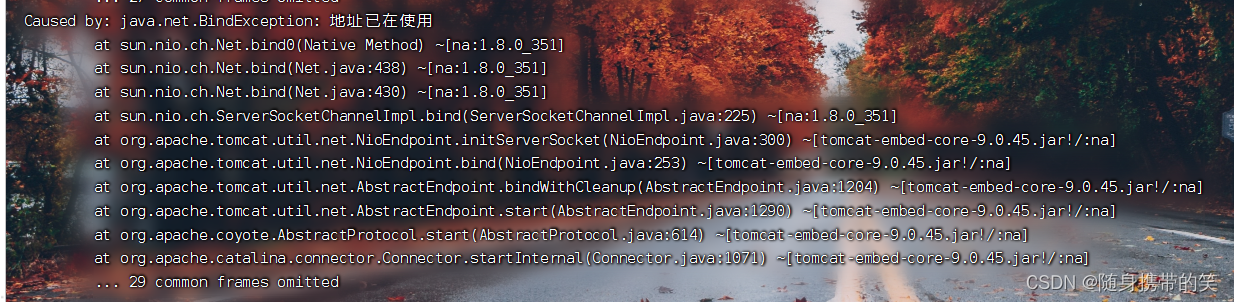 Caused by: java.net.BindException: 地址已在使用
at sun.nio.ch.Net.bind0(Native Method) ~[na:1.8.0_351]
at sun.nio.ch.Net.bind(Net.java:438) ~[na:1.8.0_351]
at sun.nio.ch.Net.bind(Net.java:430) ~[na:1.8.0_351]
at sun.nio.ch.ServerSocketChannelImpl.bind(ServerSocketChannelImpl.java:225) ~[na:1.8.0_351]
at org.apache.tomcat.util.net.NioEndpoint.initServerSocket(NioEndpoint.java:300) ~[tomcat-embed-core-9.0.45.jar!/:na]
at org.apache.tomcat.util.net.NioEndpoint.bind(NioEndpoint.java:253) ~[tomcat-embed-core-9.0.45.jar!/:na]
at org.apache.tomcat.util.net.AbstractEndpoint.bindWithCleanup(AbstractEndpoint.java:1204) ~[tomcat-embed-core-9.0.45.jar!/:na]
at org.apache.tomcat.util.net.AbstractEndpoint.start(AbstractEndpoint.java:1290) ~[tomcat-embed-core-9.0.45.jar!/:na]
at org.apache.coyote.AbstractProtocol.start(AbstractProtocol.java:614) ~[tomcat-embed-core-9.0.45.jar!/:na]
at org.apache.catalina.connector.Connector.startInternal(Connector.java:1071) ~[tomcat-embed-core-9.0.45.jar!/:na]
... 29 common frames omitted
CSDN @随身携带的笑